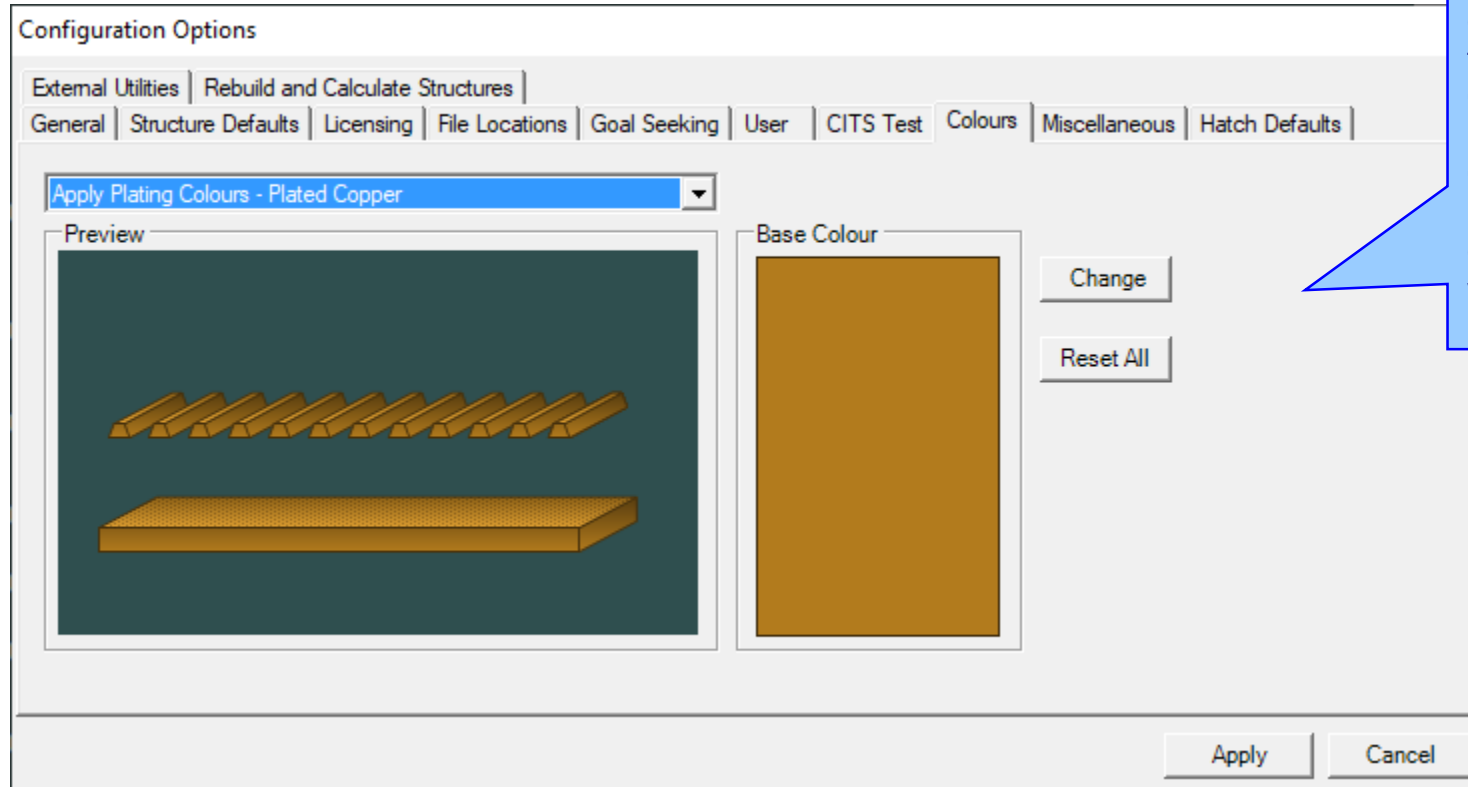 Configuration Options
External Utilities Rebuild and Calculate Structures
General Structure Defaults Licensing File Locations Goal Seeking User CITS Test Colours Miscellaneous Hatch Defaults
Apply Plating Colours - Plated Copper
Preview Base Colour
Change
Reset All
Apply Cancel